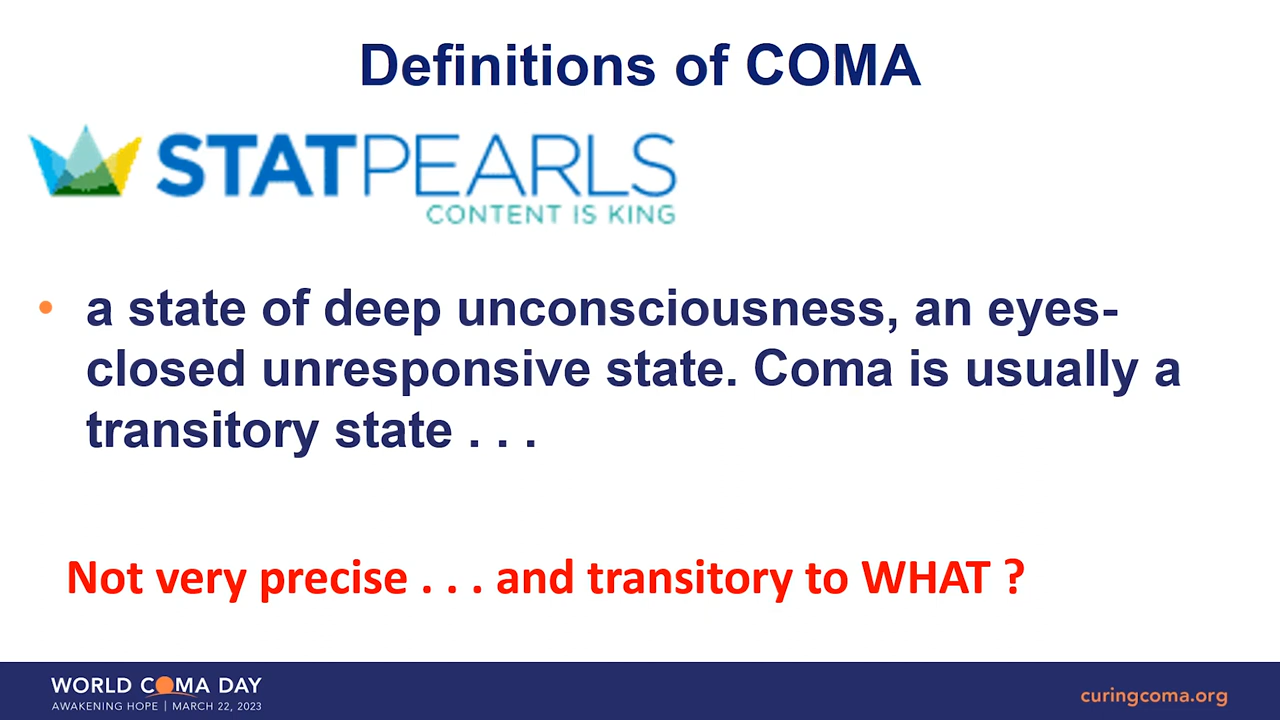 Definitions of COMA
STATPEARLS
CONTENT IS KING
• a state of deep unconsciousness, an eyes-
closed unresponsive state. Coma is usually a
transitory state . . .
Not very precise . . . and transitory to WHAT ?
WORLD COMA DAY
AWAKENING HOPE | MARCH 22, 2023
curingcoma.org